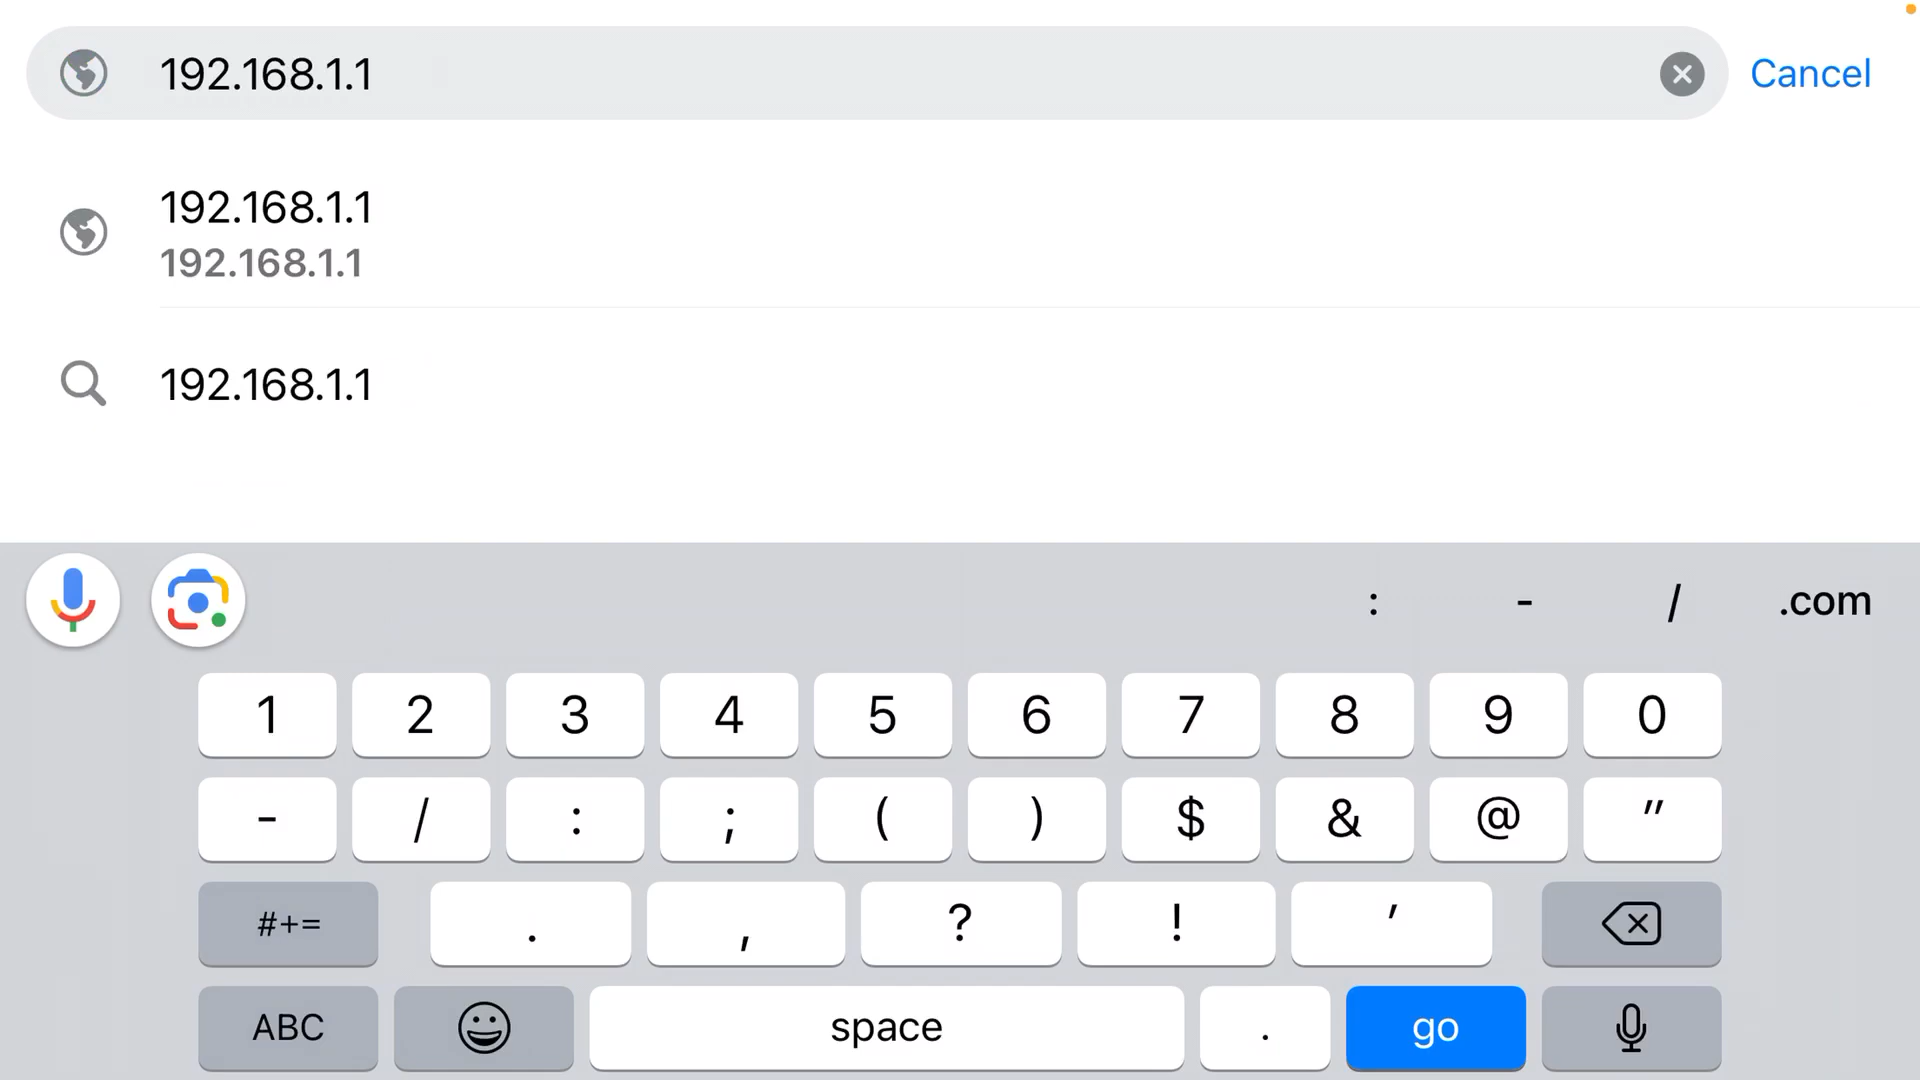 192.168.1.1
Cancel
192.168.1.1
192.168.1.1
192.168.1.1
: - / .com
1 2 3 4 5 6 7 8 9 0
- / : ; ( ) $ & @ "
#+= . , ? ! '
ABC space . go